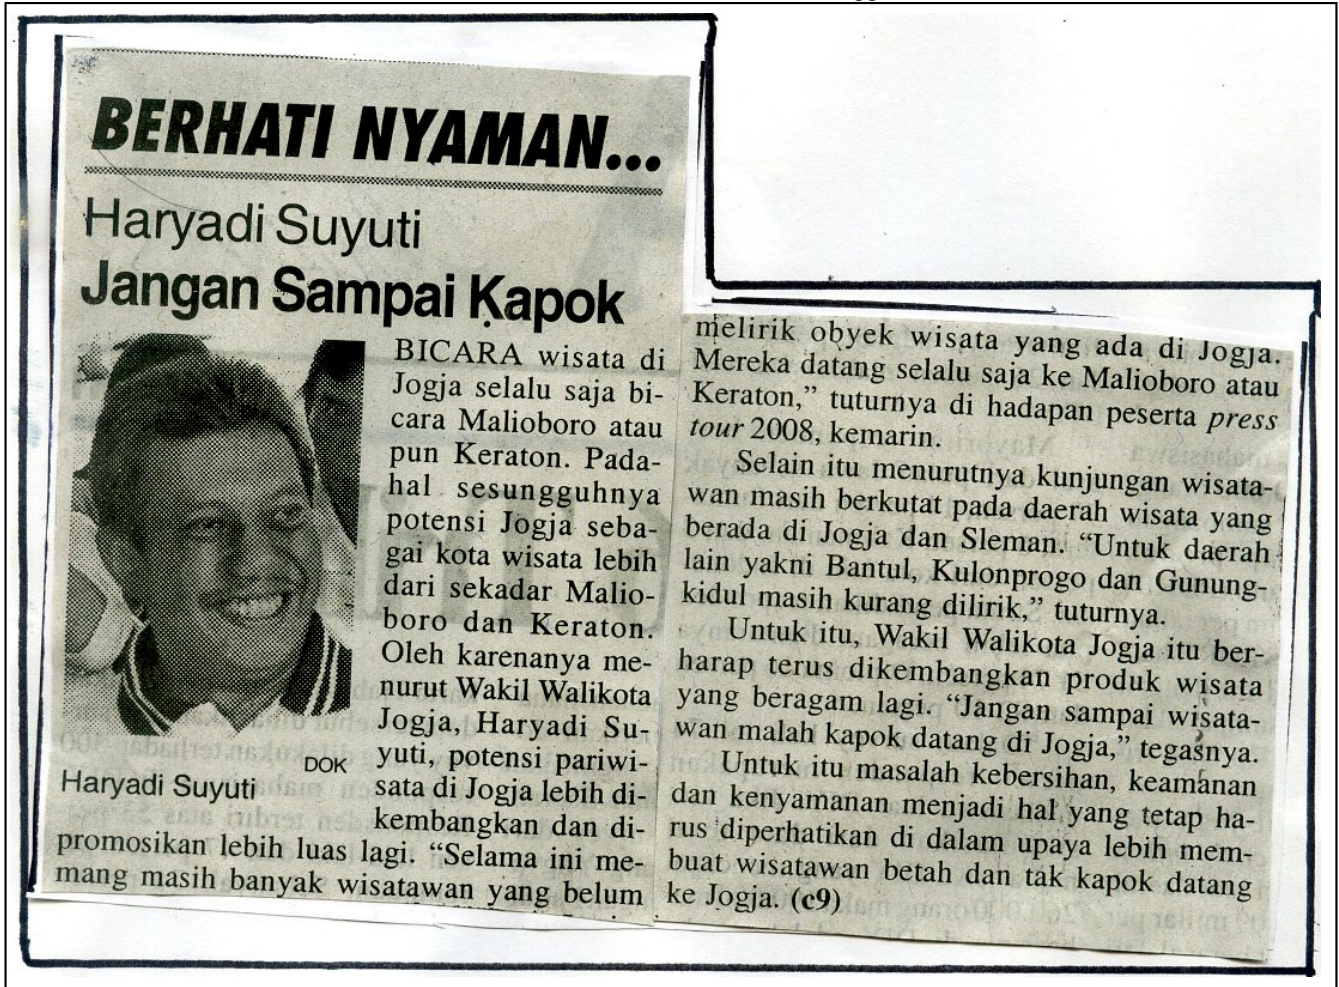 BERHATI NYAMAN...
Haryadi Suyuti
Jangan Sampai Kapok
BICARA wisata di
Jogja selalu saja bi-
cara Malioboro atau
pun Keraton. Pada-
hal sesungguhnya
potensi Jogja seba-
gai kota wisata lebih
dari sekadar Malio-
boro dan Keraton.
Oleh karenanya me-
nurut Wakil Walikota
Jogja, Haryadi Su-
yuti, potensi pariwi-
sata di Jogja lebih di-
kembangkan dan di-
promosikan lebih luas lagi. “Selama ini me-
mang masih banyak wisatawan yang belum
DOK
Haryadi Suyuti
melirik obyek wisata yang ada di Jogja.
Mereka datang selalu saja ke Malioboro atau
Keraton,” tuturnya di hadapan peserta press
tour 2008, kemarin.
Selain itu menurutnya kunjungan wisata-
wan masih berkutat pada daerah wisata yang
berada di Jogja dan Sleman. “Untuk daerah
lain yakni Bantul, Kulonprogo dan Gunung-
kidul masih kurang dilirik,” tuturnya.
Untuk itu, Wakil Walikota Jogja itu ber-
harap terus dikembangkan produk wisata
yang beragam lagi. “Jangan sampai wisata-
wan malah kapok datang di Jogja,” tegasnya.
Untuk itu masalah kebersihan, keamanan
dan kenyamanan menjadi hal yang tetap ha-
rus diperhatikan di dalam upaya lebih mem-
buat wisatawan betah dan tak kapok datang
ke Jogja. (c9)